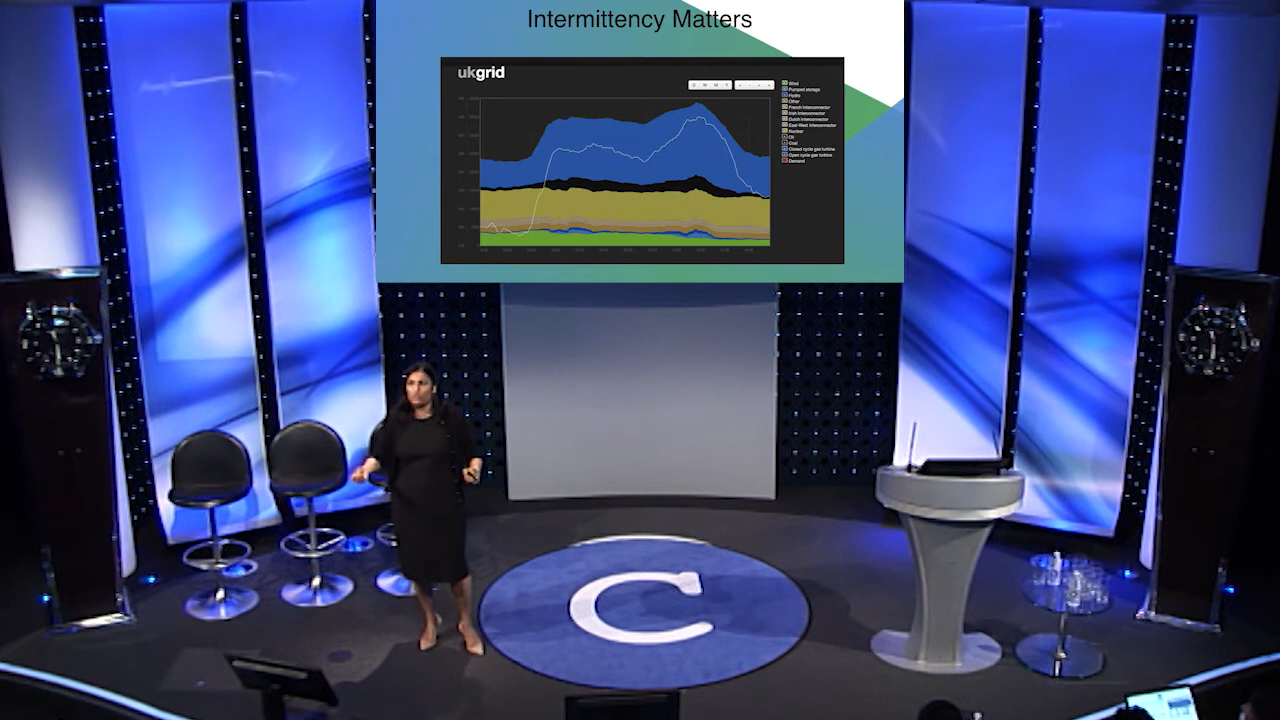 Intermittency Matters
ukgrid
D W M Y
Wind
Pumped storage
Hydro
Other
French Interconnector
Irish Interconnector
Dutch Interconnector
East-West Interconnector
Nuclear
Oil
Coal
Closed cycle gas turbine
Open cycle gas turbine
Demand
C